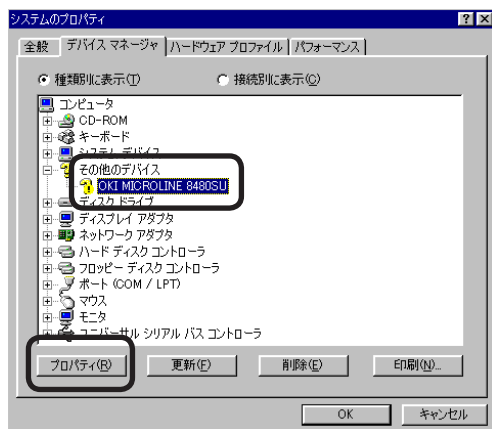 システムのプロパティ
全般 デバイス マネージャ ハードウェア プロファイル パフォーマンス
種類別に表示(T) 接続別に表示(C)
コンピュータ
CD-ROM
キーボード
システム デバイス
その他のデバイス
OKI MICROLINE 8480SU
ディスク ドライブ
ディスプレイ アダプタ
ネットワーク アダプタ
ハード ディスク コントローラ
フロッピー ディスク コントローラ
ポート (COM / LPT)
マウス
モニタ
ユニバーサル シリアル バス コントローラ
プロパティ(R) 更新(F) 削除(E) 印刷(N)...
OK キャンセル